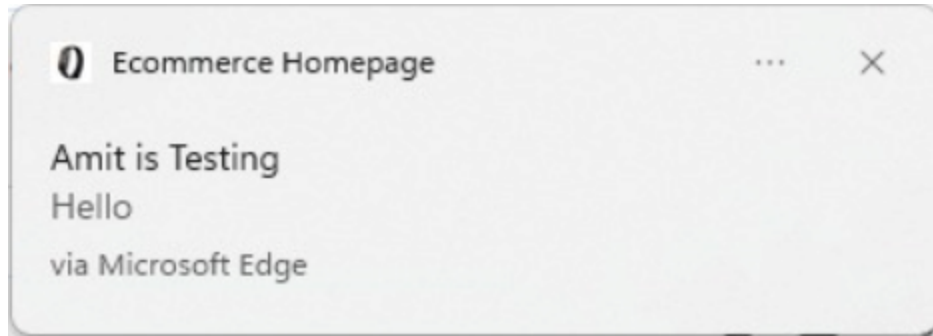 Ecommerce Homepage
Amit is Testing
Hello
via Microsoft Edge